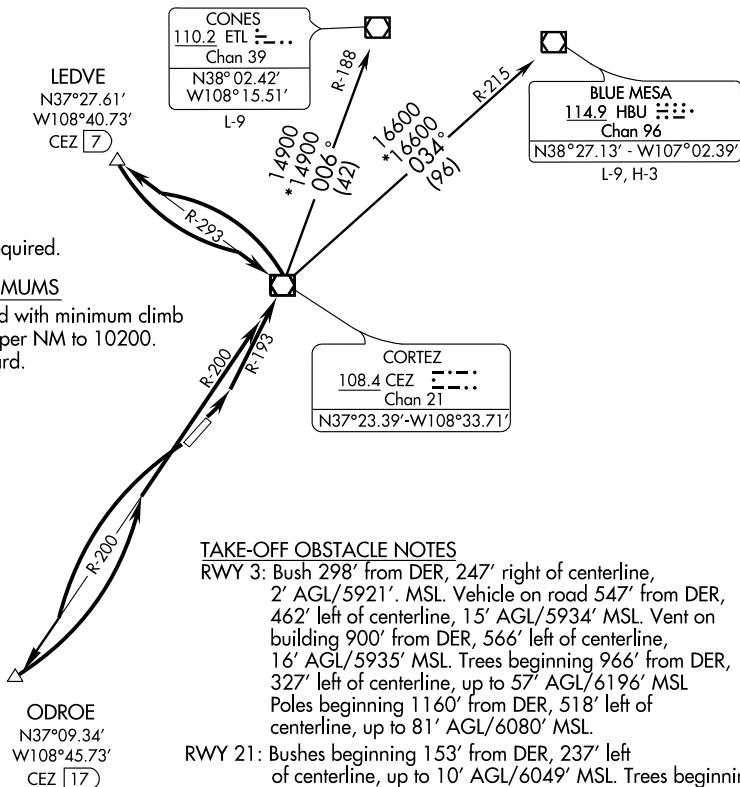 CONES
110.2 ETL
Chan 39
N38° 02.42'
W108°15.51'
L-9
LEDVE
N37°27.61'
W108°40.73'
CEZ 7
R-188
14900
*14900
006°
(42)
R-215
16600
*16600
034°
(96)
BLUE MESA
114.9 HBU
Chan 96
N38°27.13' - W107°02.39'
L-9, H-3
R-293
quired.
MUMS
d with minimum climb
per NM to 10200.
rd.
R-200
R-193
CORTEZ
108.4 CEZ
Chan 21
N37°23.39'-W108°33.71'
R-200
ODROE
N37°09.34'
W108°45.73'
CEZ 17
TAKE-OFF OBSTACLE NOTES
RWY 3: Bush 298' from DER, 247' right of centerline,
2' AGL/5921'. MSL. Vehicle on road 547' from DER,
462' left of centerline, 15' AGL/5934' MSL. Vent on
building 900' from DER, 566' left of centerline,
16' AGL/5935' MSL. Trees beginning 966' from DER,
327' left of centerline, up to 57' AGL/6196' MSL
Poles beginning 1160' from DER, 518' left of
centerline, up to 81' AGL/6080' MSL.
RWY 21: Bushes beginning 153' from DER, 237' left
of centerline, up to 10' AGL/6049' MSL. Trees beginnin